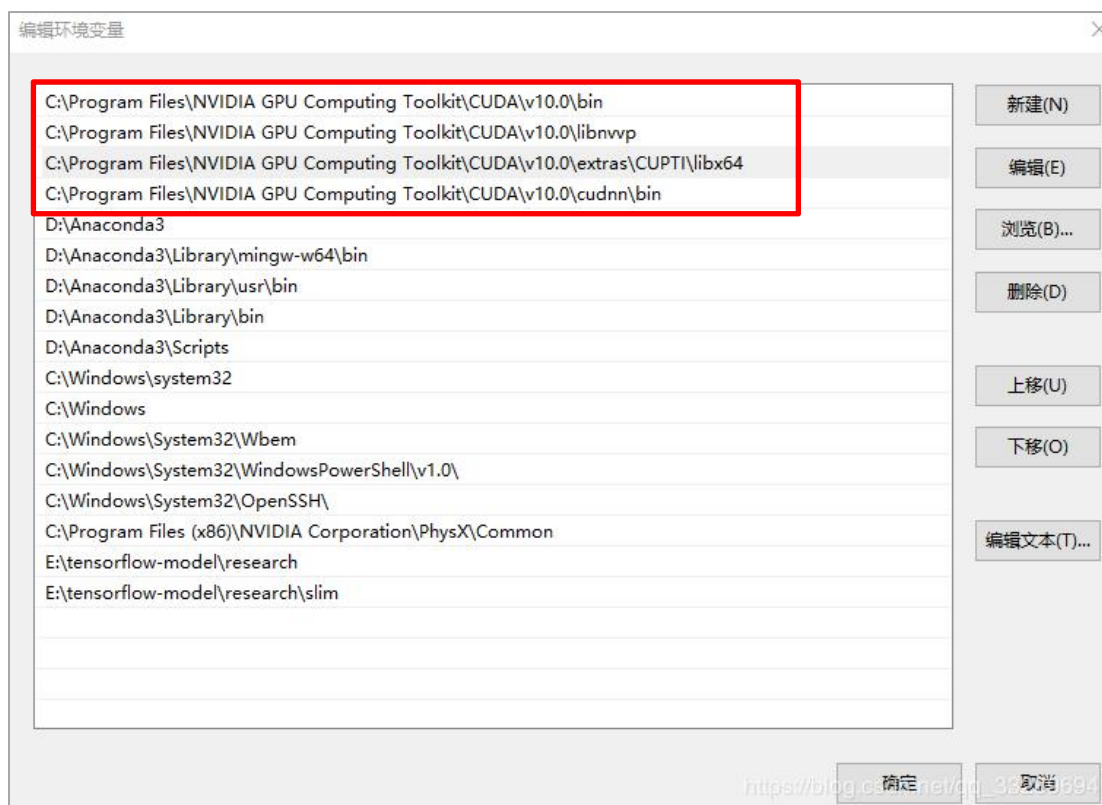 编辑环境变量
C:\Program Files\NVIDIA GPU Computing Toolkit\CUDA\v10.0\bin
C:\Program Files\NVIDIA GPU Computing Toolkit\CUDA\v10.0\libnvvp
C:\Program Files\NVIDIA GPU Computing Toolkit\CUDA\v10.0\extras\CUPTI\libx64
C:\Program Files\NVIDIA GPU Computing Toolkit\CUDA\v10.0\cudnn\bin
D:\Anaconda3
D:\Anaconda3\Library\mingw-w64\bin
D:\Anaconda3\Library\usr\bin
D:\Anaconda3\Library\bin
D:\Anaconda3\Scripts
C:\Windows\system32
C:\Windows
C:\Windows\System32\Wbem
C:\Windows\System32\WindowsPowerShell\v1.0\
C:\Windows\System32\OpenSSH\
C:\Program Files (x86)\NVIDIA Corporation\PhysX\Common
E:\tensorflow-model\research
E:\tensorflow-model\research\slim
新建(N)
编辑(E)
浏览(B)...
删除(D)
上移(U)
下移(O)
编辑文本(T)...
确定
取消